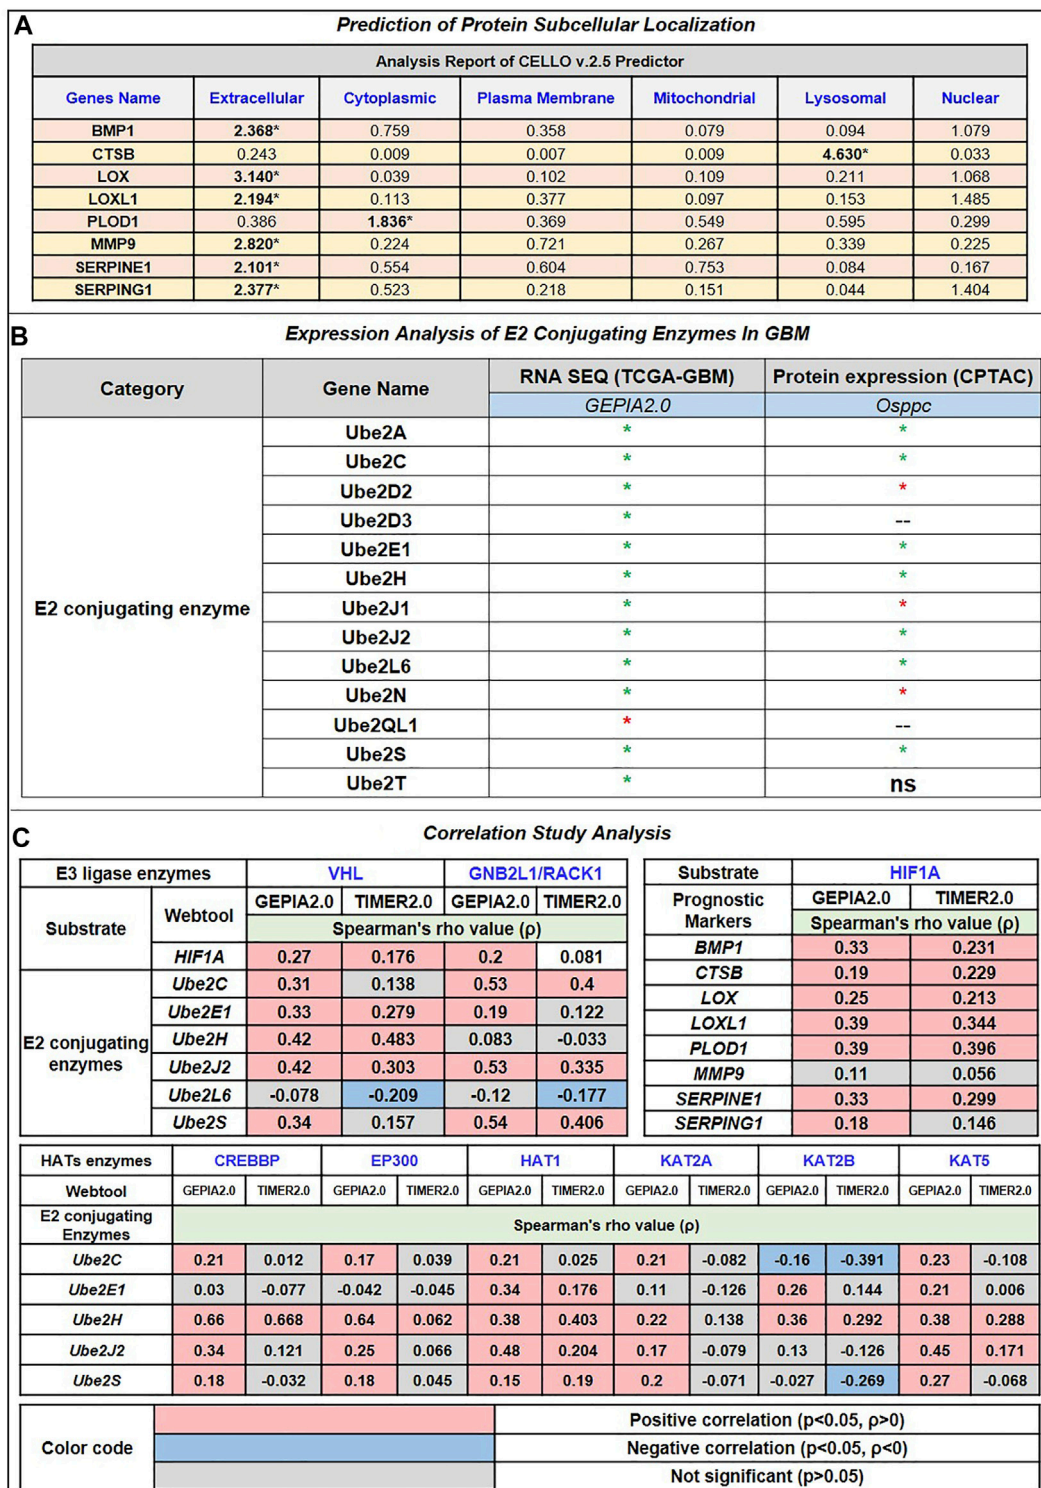 A
Prediction of Protein Subcellular Localization
Analysis Report of CELLO v.2.5 Predictor
Genes Name Extracellular Cytoplasmic Plasma Membrane Mitochondrial Lysosomal Nuclear
BMP1 2.368* 0.759 0.358 0.079 0.094 1.079
CTSB 0.243 0.009 0.007 0.009 4.630* 0.033
LOX 3.140* 0.039 0.102 0.109 0.211 1.068
LOXL1 2.194* 0.113 0.377 0.097 0.153 1.485
PLOD1 0.386 1.836* 0.369 0.549 0.595 0.299
MMP9 2.820* 0.224 0.721 0.267 0.339 0.225
SERPINE1 2.101* 0.554 0.604 0.753 0.084 0.167
SERPING1 2.377* 0.523 0.218 0.151 0.044 1.404
B
Expression Analysis of E2 Conjugating Enzymes In GBM
Category Gene Name RNA SEQ (TCGA-GBM) Protein expression (CPTAC)
GEPIA2.0 Osppc
E2 conjugating enzyme
Ube2A * *
Ube2C * *
Ube2D2 * *
Ube2D3 * --
Ube2E1 * *
Ube2H * *
Ube2J1 * *
Ube2J2 * *
Ube2L6 * *
Ube2N * *
Ube2QL1 * --
Ube2S * *
Ube2T * ns
C
Correlation Study Analysis
E3 ligase enzymes VHL GNB2L1/RACK1
Substrate Webtool GEPIA2.0 TIMER2.0 GEPIA2.0 TIMER2.0
Spearman's rho value (ρ)
HIF1A 0.27 0.176 0.2 0.081
E2 conjugating enzymes
Ube2C 0.31 0.138 0.53 0.4
Ube2E1 0.33 0.279 0.19 0.122
Ube2H 0.42 0.483 0.083 -0.033
Ube2J2 0.42 0.303 0.53 0.335
Ube2L6 -0.078 -0.209 -0.12 -0.177
Ube2S 0.34 0.157 0.54 0.406
Substrate HIF1A
Prognostic Markers GEPIA2.0 TIMER2.0
Spearman's rho value (ρ)
BMP1 0.33 0.231
CTSB 0.19 0.229
LOX 0.25 0.213
LOXL1 0.39 0.344
PLOD1 0.39 0.396
MMP9 0.11 0.056
SERPINE1 0.33 0.299
SERPING1 0.18 0.146
HATs enzymes CREBBP EP300 HAT1 KAT2A KAT2B KAT5
Webtool GEPIA2.0 TIMER2.0 GEPIA2.0 TIMER2.0 GEPIA2.0 TIMER2.0 GEPIA2.0 TIMER2.0 GEPIA2.0 TIMER2.0 GEPIA2.0 TIMER2.0
E2 conjugating Enzymes Spearman's rho value (ρ)
Ube2C 0.21 0.012 0.17 0.039 0.21 0.025 0.21 -0.082 -0.16 -0.391 0.23 -0.108
Ube2E1 0.03 -0.077 -0.042 -0.045 0.34 0.176 0.11 -0.126 0.26 0.144 0.21 0.006
Ube2H 0.66 0.668 0.64 0.062 0.38 0.403 0.22 0.138 0.36 0.292 0.38 0.288
Ube2J2 0.34 0.121 0.25 0.066 0.48 0.204 0.17 -0.079 0.13 -0.126 0.45 0.171
Ube2S 0.18 -0.032 0.18 0.045 0.15 0.19 0.2 -0.071 -0.027 -0.269 0.27 -0.068
Color code
Positive correlation (p<0.05, ρ>0)
Negative correlation (p<0.05, ρ<0)
Not significant (p>0.05)